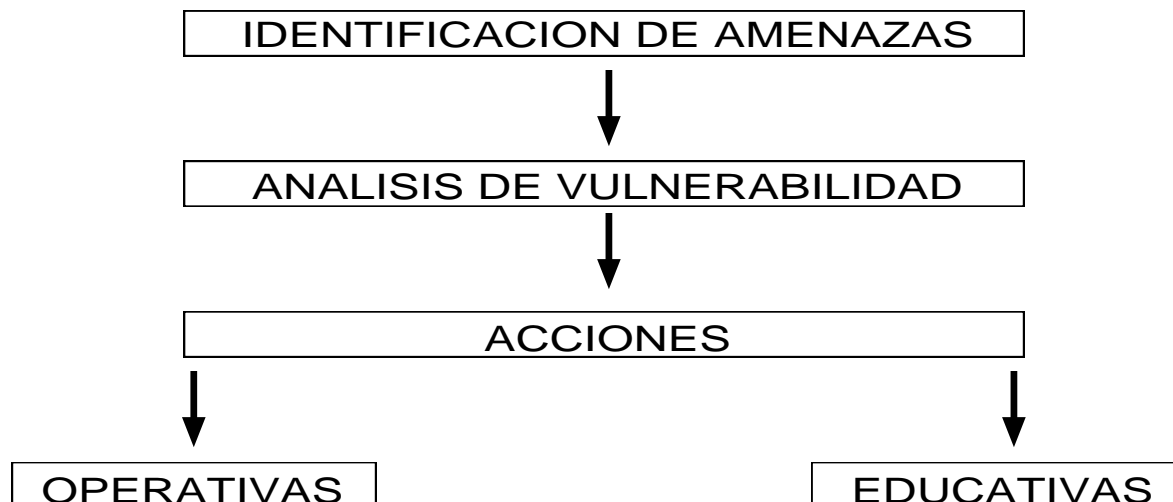 IDENTIFICACION DE AMENAZAS
ANALISIS DE VULNERABILIDAD
ACCIONES
OPERATIVAS
EDUCATIVAS